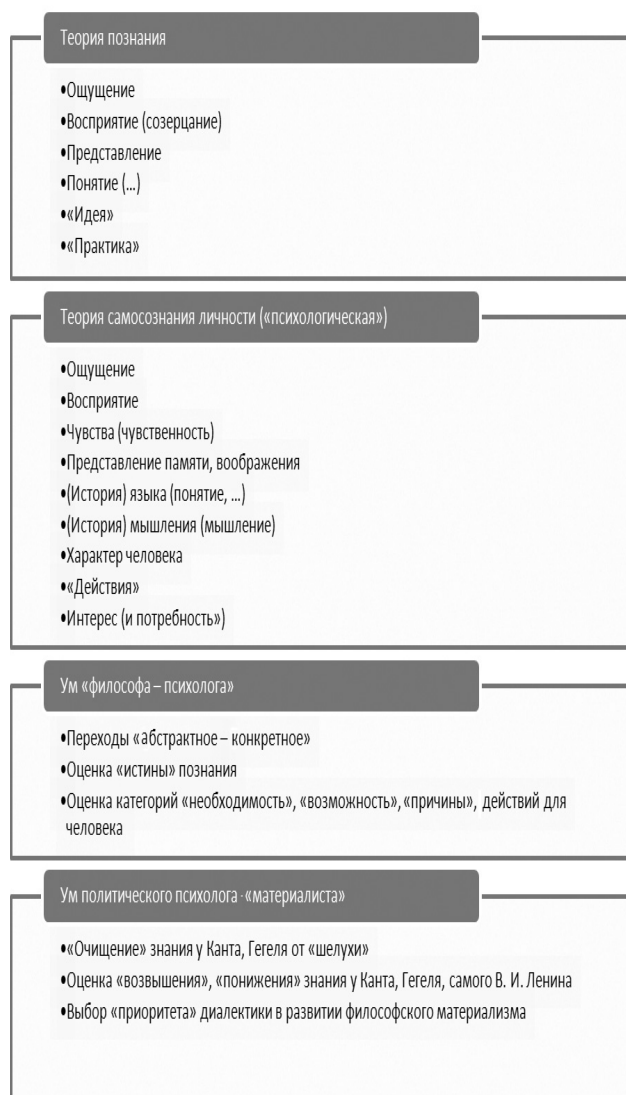 Теория познания
•Ощущение
•Восприятие (созерцание)
•Представление
•Понятие (...)
•«Идея»
•«Практика»
Теория самосознания личности («психологическая»)
•Ощущение
•Восприятие
•Чувства (чувственность)
•Представление памяти, воображения
•(История) языка (понятие, ...)
•(История) мышления (мышление)
•Характер человека
•«Действия»
•Интерес (и потребность»)
Ум «философа – психолога»
•Переходы «абстрактное – конкретное»
•Оценка «истины» познания
•Оценка категорий «необходимость», «возможность», «причины», действий для
человека
Ум политического психолога - «материалиста»
•«Очищение» знания у Канта, Гегеля от «шелухи»
•Оценка «возвышения», «понижения» знания у Канта, Гегеля, самого В. И. Ленина
•Выбор «приоритета» диалектики в развитии философского материализма